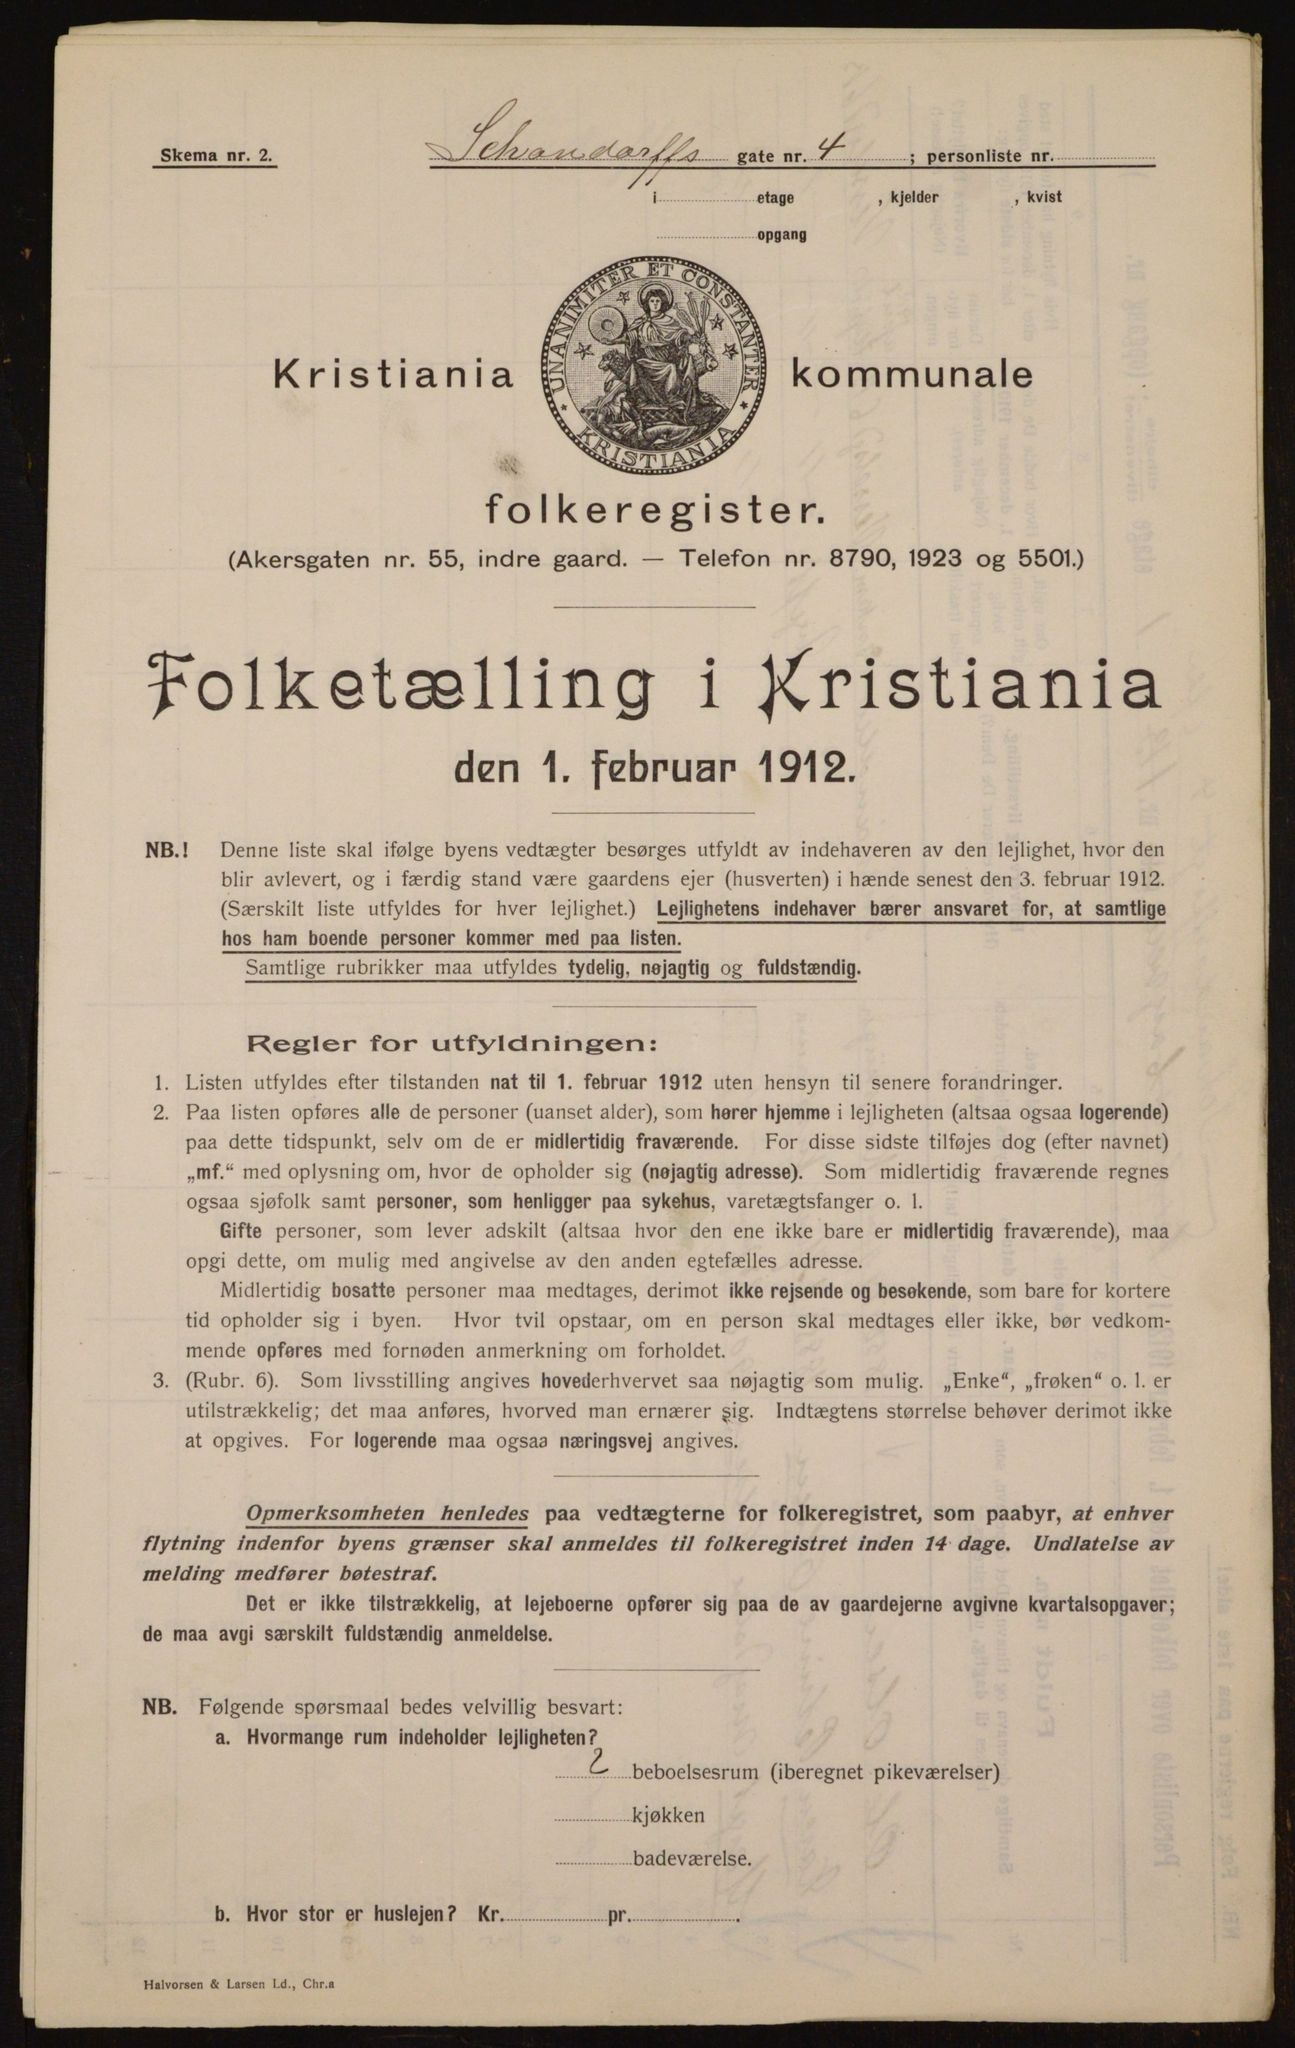 Skema nr. 2. Schandorffs gate nr. 4 ; personliste nr.
i etage , kjelder , kvist
opgang
UNANIMITER ET CONSTANTER
KRISTIANIA
Kristiania kommunale
folkeregister.
(Akersgaten nr. 55, indre gaard. — Telefon nr. 8790, 1923 og 5501.)
Folketælling i Kristiania
den 1. februar 1912.
NB.! Denne liste skal ifølge byens vedtægter besørges utfyldt av indehaveren av den lejlighet, hvor den
blir avlevert, og i færdig stand være gaardens ejer (husverten) i hænde senest den 3. februar 1912.
(Særskilt liste utfyldes for hver lejlighet.) Lejlighetens indehaver bærer ansvaret for, at samtlige
hos ham boende personer kommer med paa listen.
Samtlige rubrikker maa utfyldes tydelig, nøjagtig og fuldstændig.
Regler for utfyldningen:
1. Listen utfyldes efter tilstanden nat til 1. februar 1912 uten hensyn til senere forandringer.
2. Paa listen opføres alle de personer (uanset alder), som hører hjemme i lejligheten (altsaa ogsaa logerende)
paa dette tidspunkt, selv om de er midlertidig fraværende. For disse sidste tilføjes dog (efter navnet)
„mf.“ med oplysning om, hvor de opholder sig (nøjagtig adresse). Som midlertidig fraværende regnes
ogsaa sjøfolk samt personer, som henligger paa sykehus, varetægtsfanger o. l.
Gifte personer, som lever adskilt (altsaa hvor den ene ikke bare er midlertidig fraværende), maa
opgi dette, om mulig med angivelse av den anden egtefælles adresse.
Midlertidig bosatte personer maa medtages, derimot ikke rejsende og besøkende, som bare for kortere
tid opholder sig i byen. Hvor tvil opstaar, om en person skal medtages eller ikke, bør vedkom-
mende opføres med fornøden anmerkning om forholdet.
3. (Rubr. 6). Som livsstilling angives hovederhvervet saa nøjagtig som mulig. „Enke“, „frøken“ o. l. er
utilstrækkelig; det maa anføres, hvorved man ernærer sig. Indtægtens størrelse behøver derimot ikke
at opgives. For logerende maa ogsaa næringsvej angives.
Opmerksomheten henledes paa vedtægterne for folkeregistret, som paabyr, at enhver
flytning indenfor byens grænser skal anmeldes til folkeregistret inden 14 dage. Undlatelse av
melding medfører bøtestraf.
Det er ikke tilstrækkelig, at lejeboerne opfører sig paa de av gaardejerne avgivne kvartalsopgaver;
de maa avgi særskilt fuldstændig anmeldelse.
NB. Følgende spørsmaal bedes velvillig besvart:
a. Hvormange rum indeholder lejligheten?
2 beboelsesrum (iberegnet pikeværelser)
kjøkken
badeværelse.
b. Hvor stor er huslejen? Kr. pr. .
Halvorsen & Larsen Ld., Chr.a